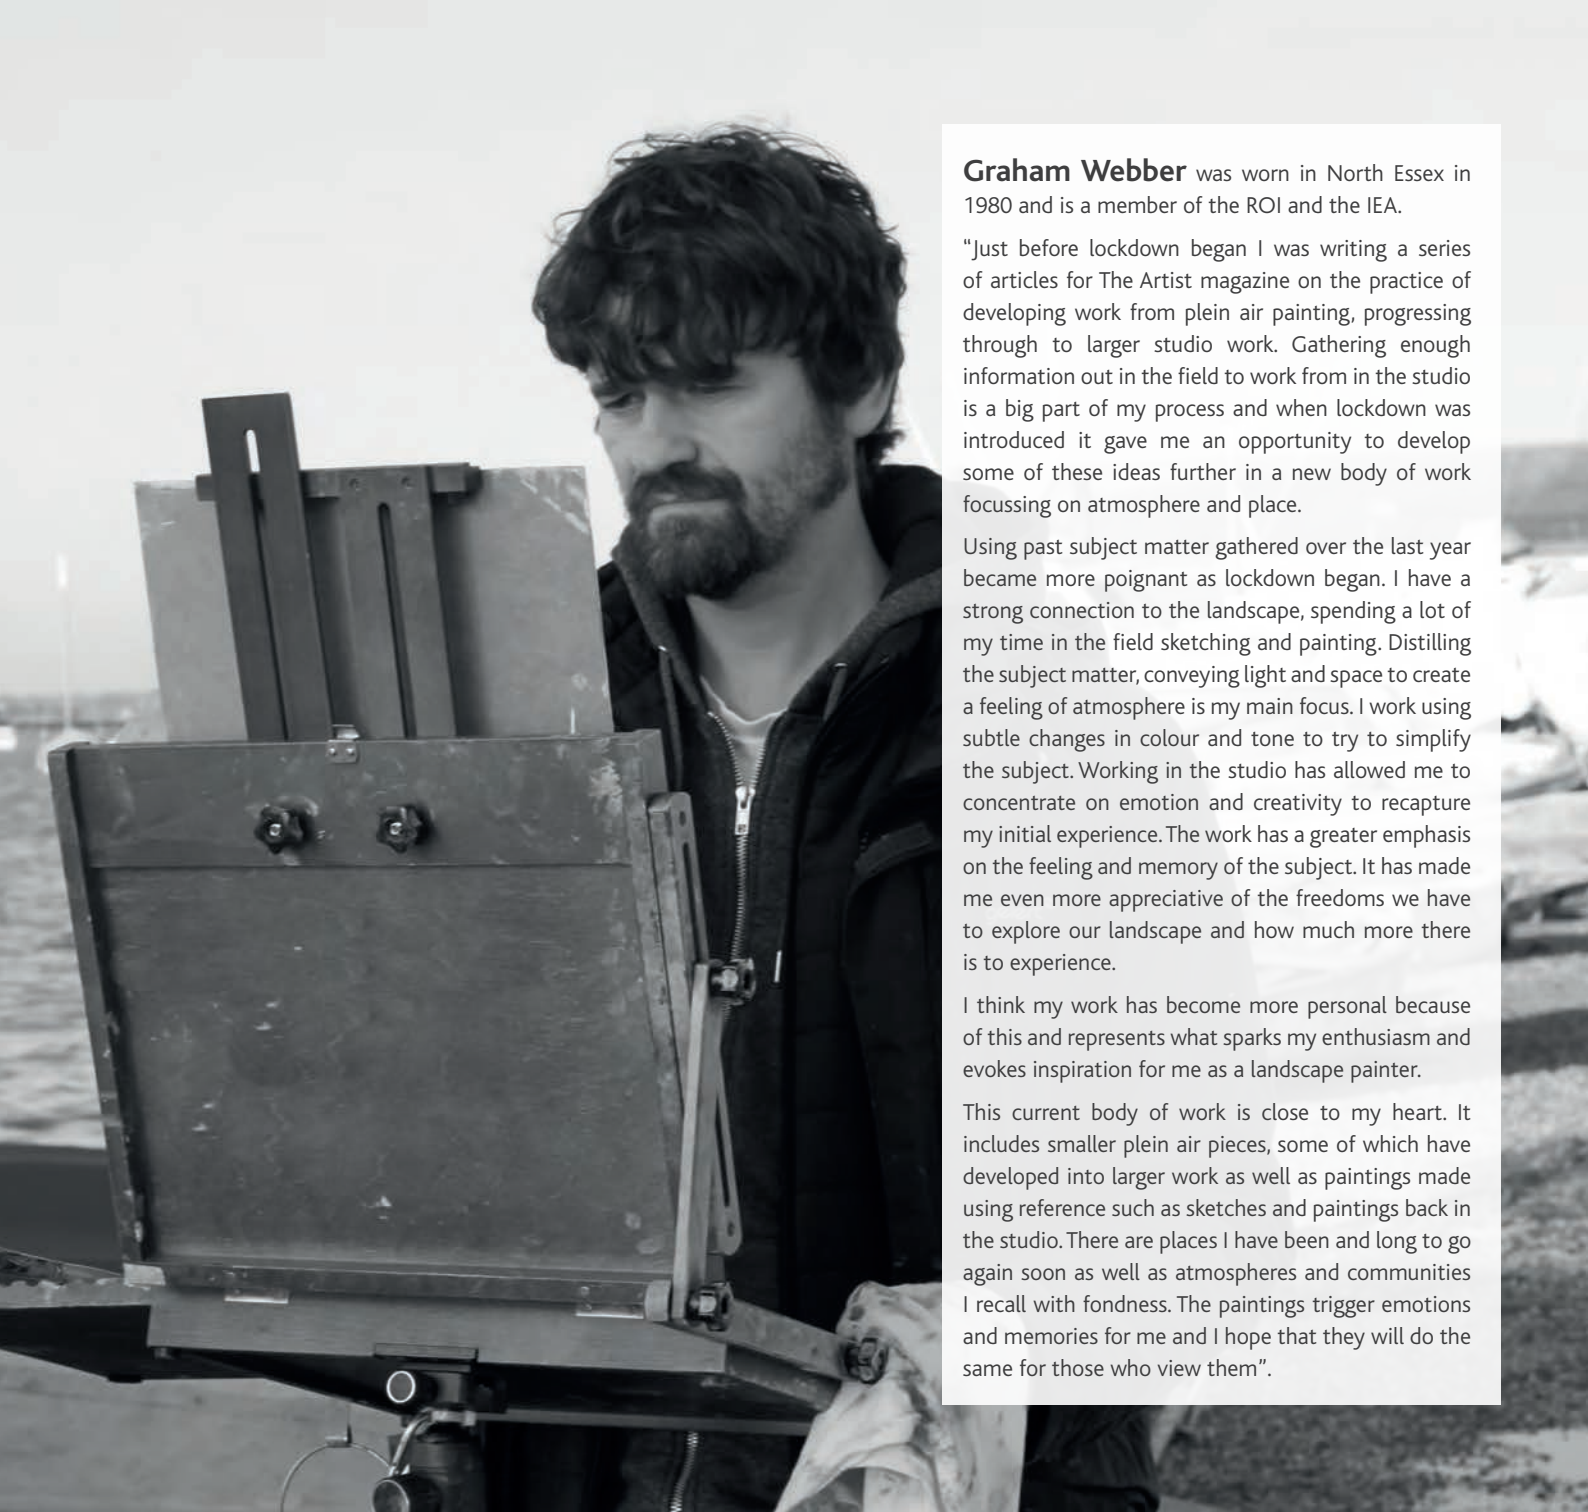 Graham Webber was worn in North Essex in
1980 and is a member of the ROI and the IEA.
“Just before lockdown began I was writing a series
of articles for The Artist magazine on the practice of
developing work from plein air painting, progressing
through to larger studio work. Gathering enough
information out in the field to work from in the studio
is a big part of my process and when lockdown was
introduced it gave me an opportunity to develop
some of these ideas further in a new body of work
focussing on atmosphere and place.
Using past subject matter gathered over the last year
became more poignant as lockdown began. I have a
strong connection to the landscape, spending a lot of
my time in the field sketching and painting. Distilling
the subject matter, conveying light and space to create
a feeling of atmosphere is my main focus. I work using
subtle changes in colour and tone to try to simplify
the subject. Working in the studio has allowed me to
concentrate on emotion and creativity to recapture
my initial experience. The work has a greater emphasis
on the feeling and memory of the subject. It has made
me even more appreciative of the freedoms we have
to explore our landscape and how much more there
is to experience.
I think my work has become more personal because
of this and represents what sparks my enthusiasm and
evokes inspiration for me as a landscape painter.
This current body of work is close to my heart. It
includes smaller plein air pieces, some of which have
developed into larger work as well as paintings made
using reference such as sketches and paintings back in
the studio. There are places I have been and long to go
again soon as well as atmospheres and communities
I recall with fondness. The paintings trigger emotions
and memories for me and I hope that they will do the
same for those who view them”.